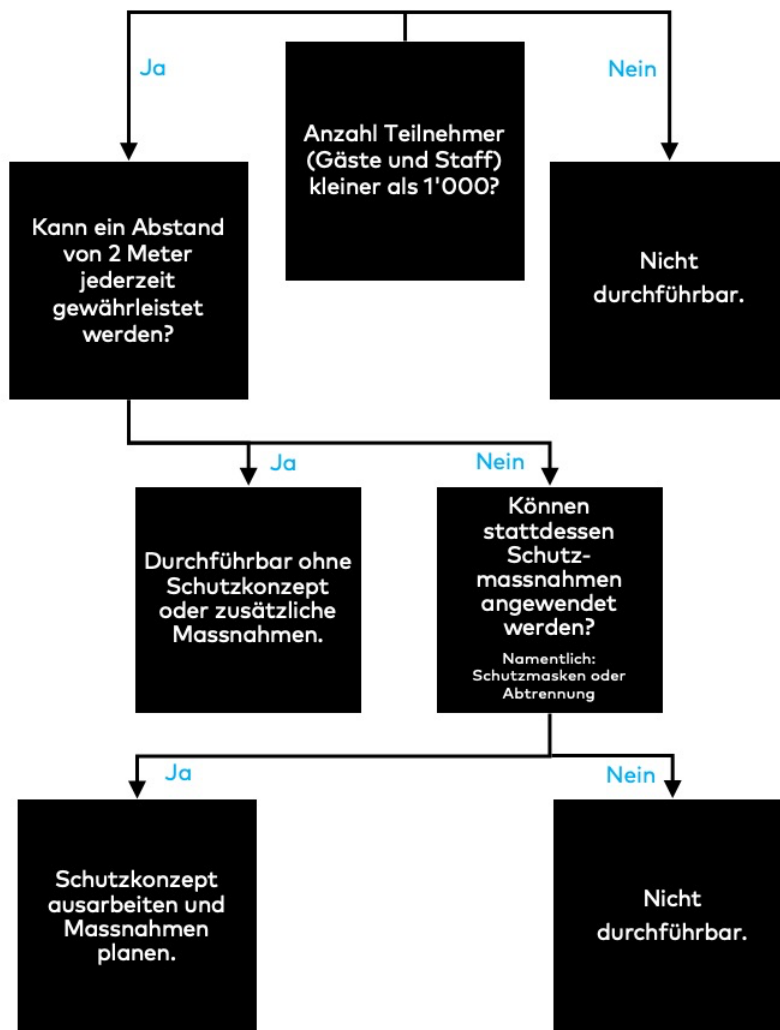 Ja
Nein
Anzahl Teilnehmer
(Gäste und Staff)
kleiner als 1'000?
Kann ein Abstand
von 2 Meter
jederzeit
gewährleistet
werden?
Nicht
durchführbar.
Ja
Nein
Durchführbar ohne
Schutzkonzept
oder zusätzliche
Massnahmen.
Können
stattdessen
Schutz-
massnahmen
angewendet
werden?
Namentlich:
Schutzmasken oder
Abtrennung
Ja
Nein
Schutzkonzept
ausarbeiten und
Massnahmen
planen.
Nicht
durchführbar.